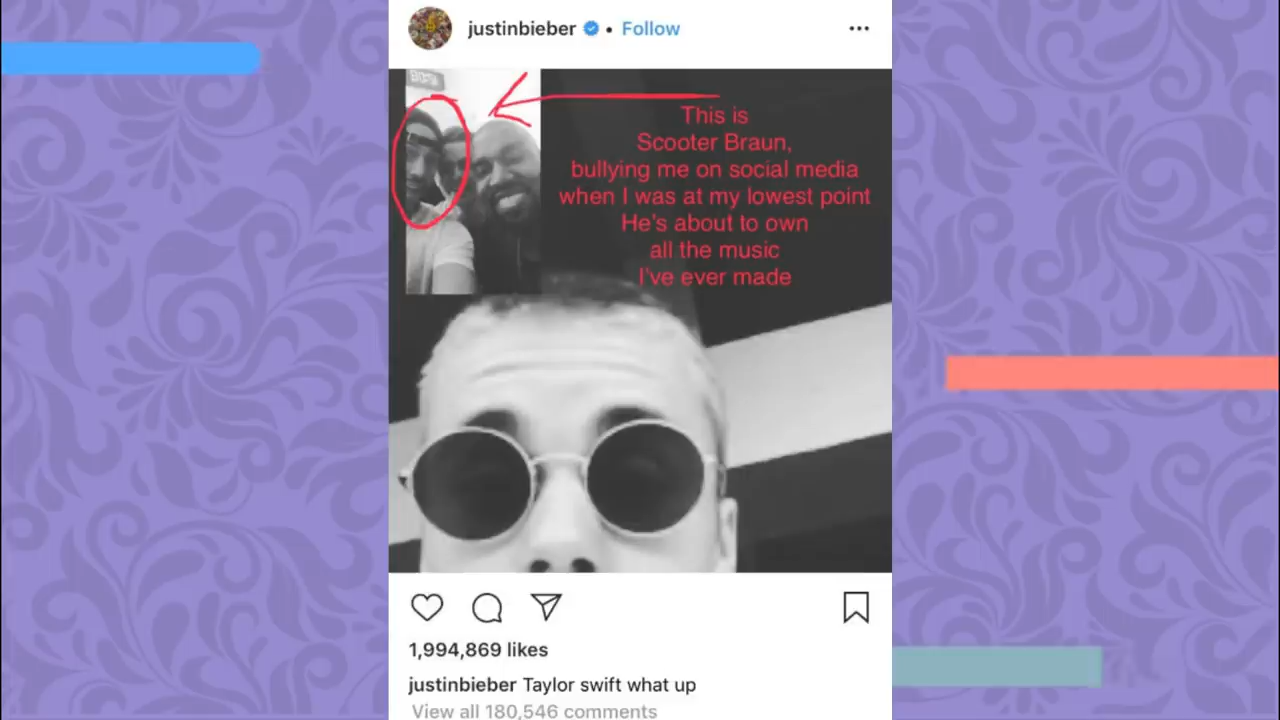 justinbieber • Follow
This is
Scooter Braun,
bullying me on social media
when I was at my lowest point
He's about to own
all the music
I've ever made
1,994,869 likes
justinbieber Taylor swift what up
View all 180,546 comments